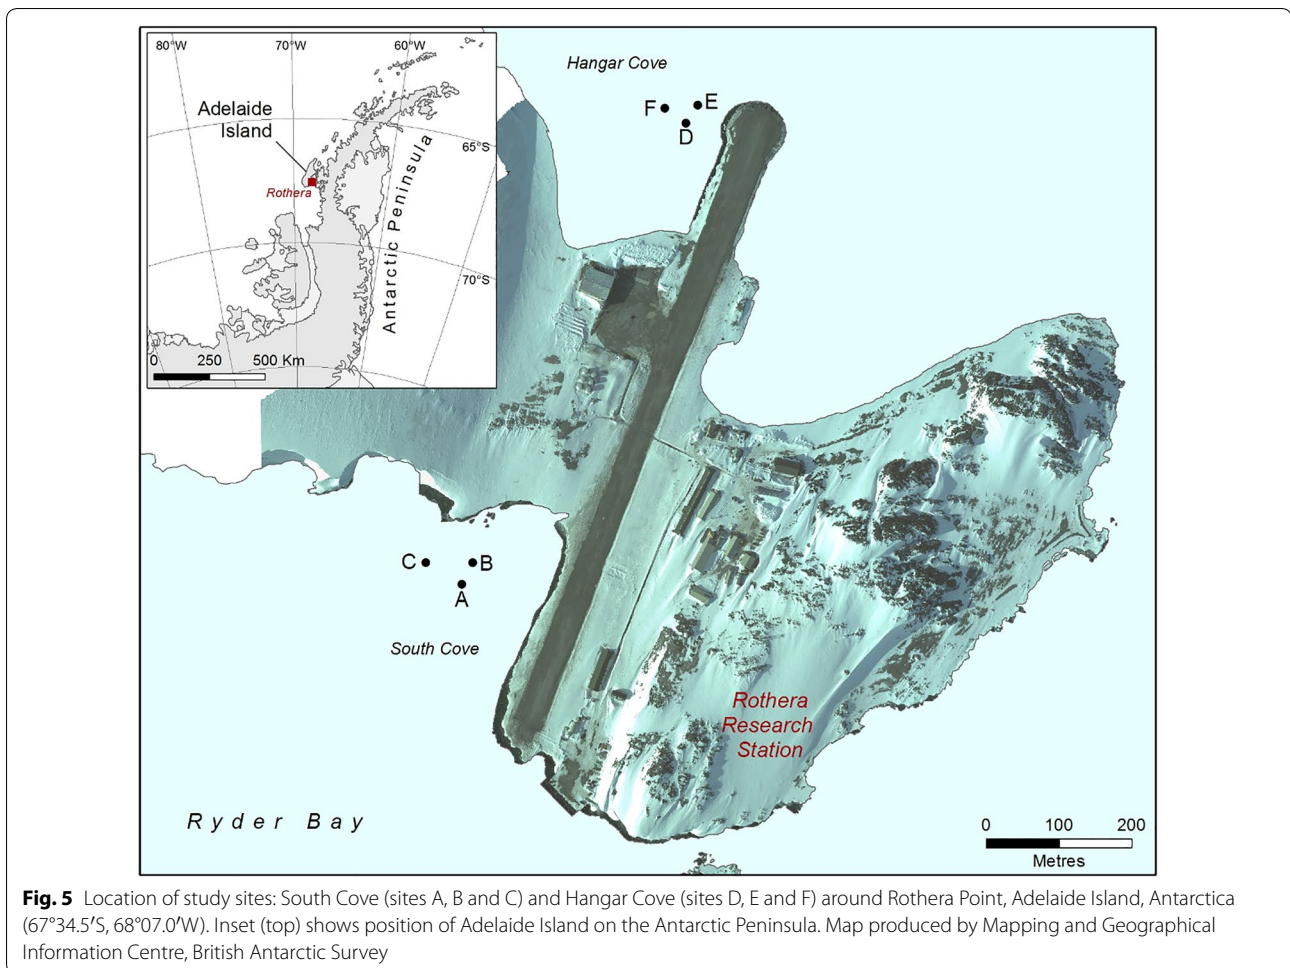 80°W 70°W 60°W
Adelaide
Island
Rothera
Antarctic Peninsula
65°S
70°S
0 250 500 Km
Hangar Cove
F E
D
C B
A
South Cove
Rothera
Research
Station
Ryder Bay
0 100 200
Metres
Fig. 5 Location of study sites: South Cove (sites A, B and C) and Hangar Cove (sites D, E and F) around Rothera Point, Adelaide Island, Antarctica
(67°34.5′S, 68°07.0′W). Inset (top) shows position of Adelaide Island on the Antarctic Peninsula. Map produced by Mapping and Geographical
Information Centre, British Antarctic Survey